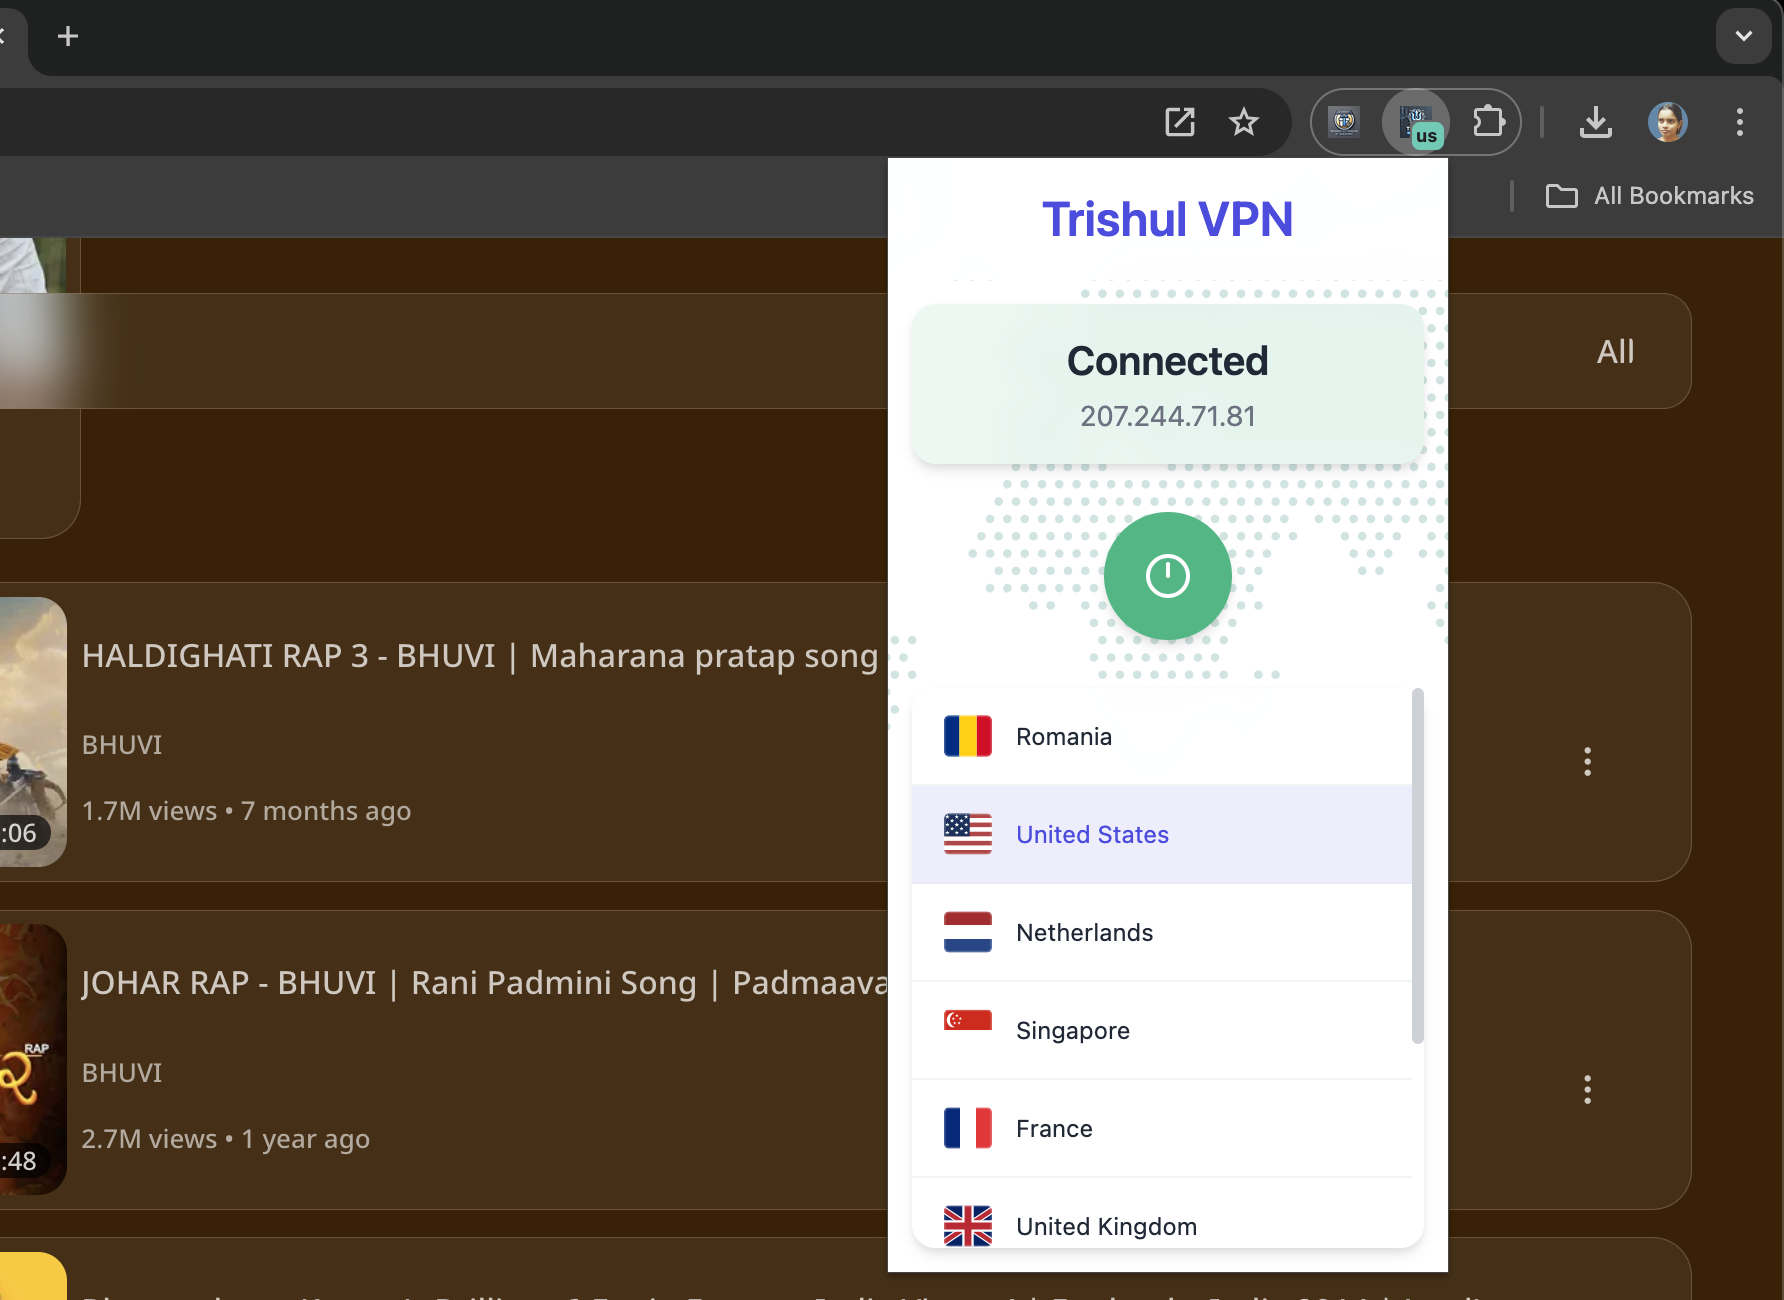 us
All Bookmarks
Trishul VPN
Connected
207.244.71.81
All
HALDIGHATI RAP 3 - BHUVI | Maharana pratap song
BHUVI
1.7M views • 7 months ago
:06
JOHAR RAP - BHUVI | Rani Padmini Song | Padmaava
BHUVI
2.7M views • 1 year ago
RAP
:48
Romania
United States
Netherlands
Singapore
France
United Kingdom